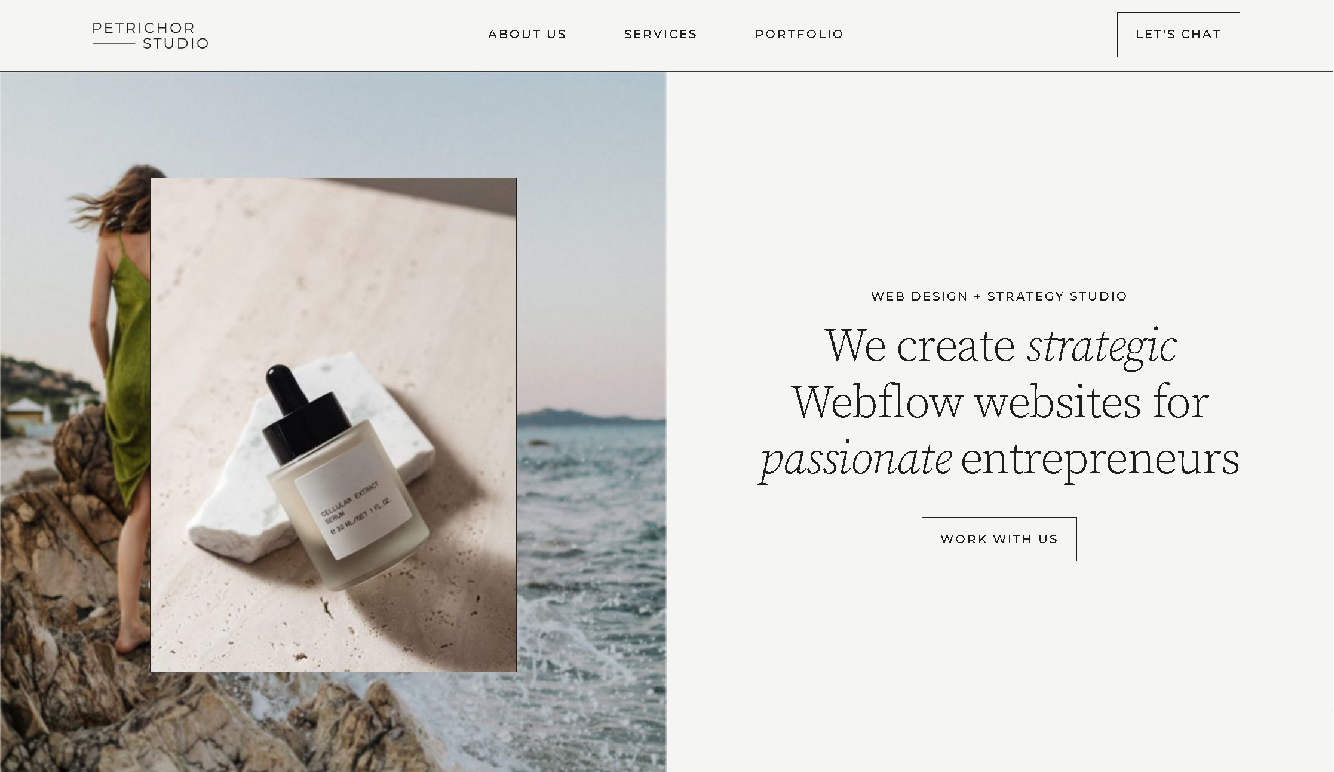 PETRICHOR
STUDIO
ABOUT US
SERVICES
PORTFOLIO
LET'S CHAT
CELLULAR EXTRACT
SERUM
℮ 30 ML/NET 1 FL. OZ.
WEB DESIGN + STRATEGY STUDIO
We create strategic
Webflow websites for
passionate entrepreneurs
WORK WITH US